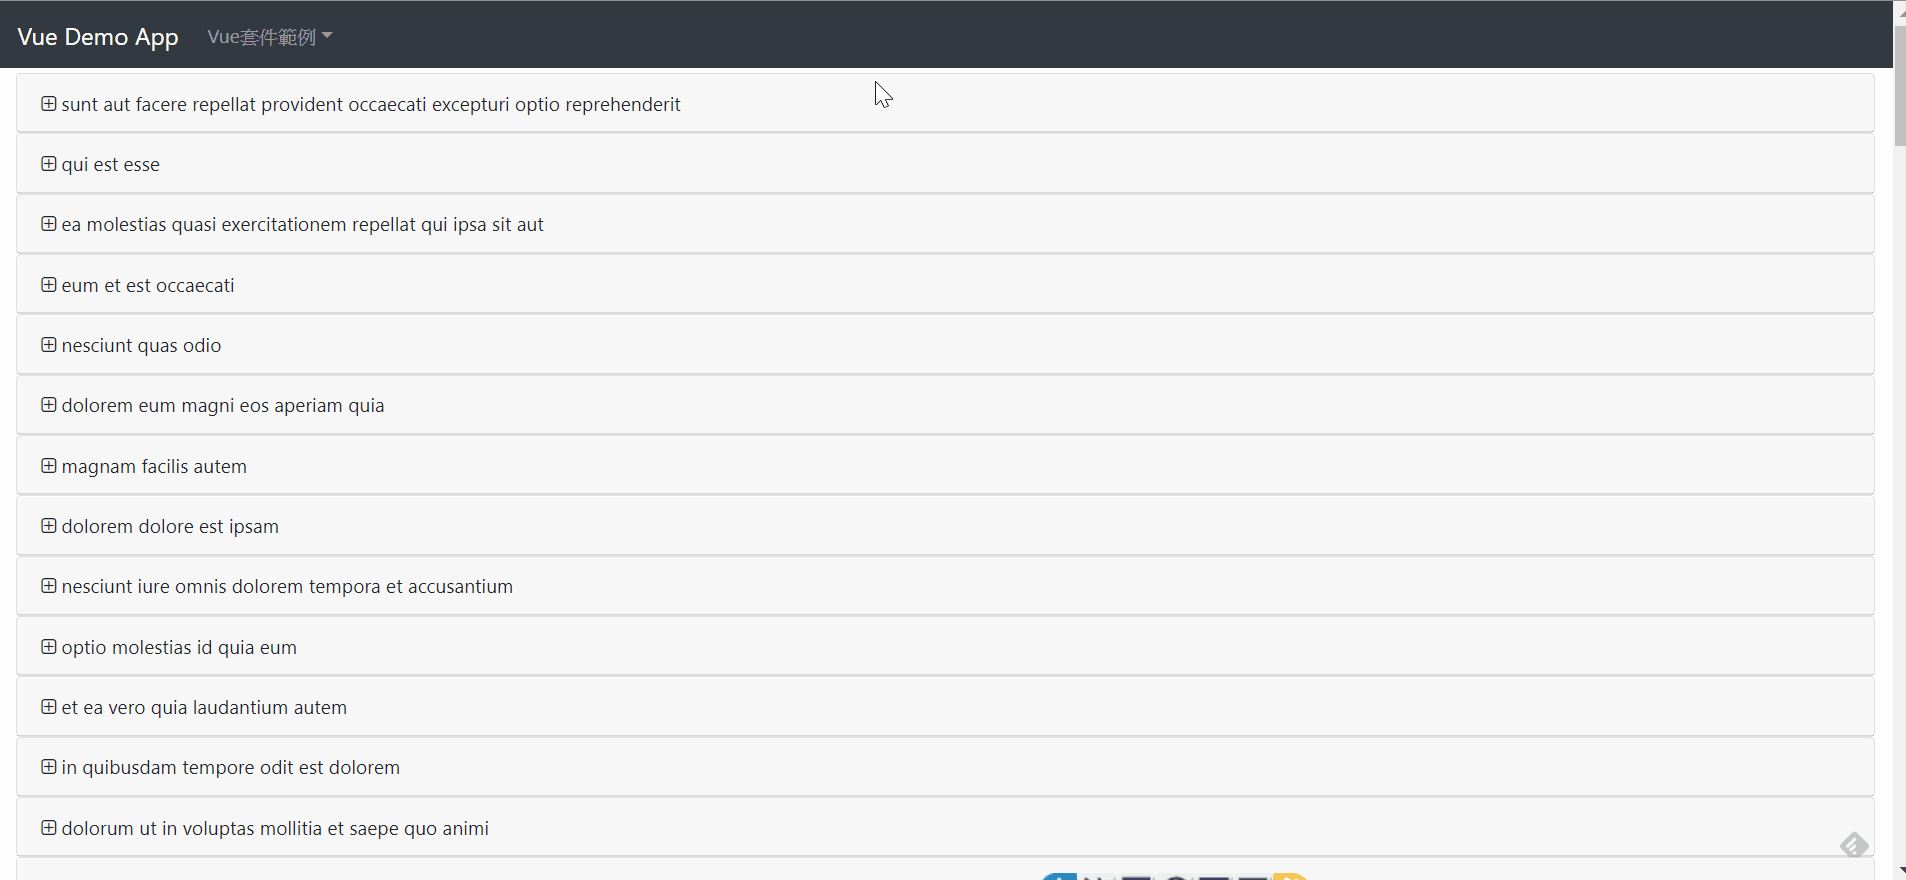 Vue Demo App Vue套件範例
sunt aut facere repellat provident occaecati excepturi optio reprehenderit
qui est esse
ea molestias quasi exercitationem repellat qui ipsa sit aut
eum et est occaecati
nesciunt quas odio
dolorem eum magni eos aperiam quia
magnam facilis autem
dolorem dolore est ipsam
nesciunt iure omnis dolorem tempora et accusantium
optio molestias id quia eum
et ea vero quia laudantium autem
in quibusdam tempore odit est dolorem
dolorum ut in voluptas mollitia et saepe quo animi